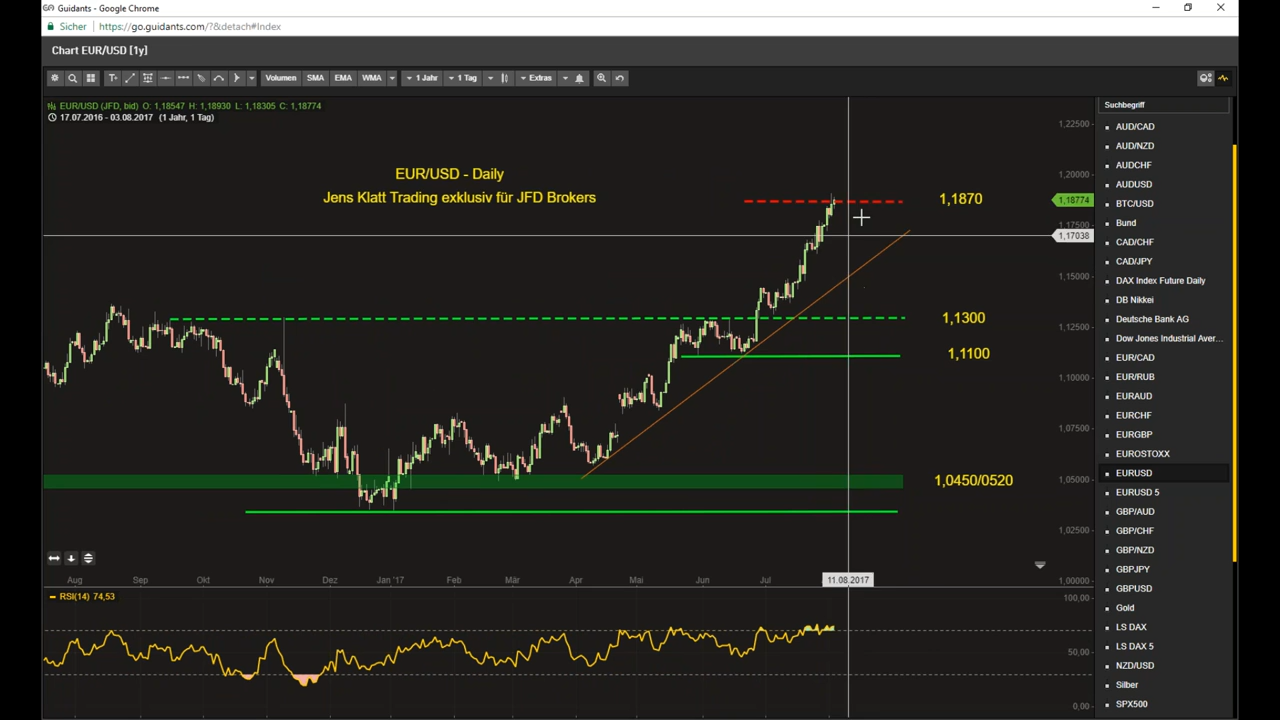 Guidants - Google Chrome
Sicher https://go.guidants.com/?&detach#Index
Chart EUR/USD [1y]
Volumen SMA EMA WMA 1 Jahr 1 Tag Extras
EUR/USD (JFD, bid) O: 1,18547 H: 1,18930 L: 1,18305 C: 1,18774
17.07.2016 - 03.08.2017 (1 Jahr, 1 Tag)
EUR/USD - Daily
Jens Klatt Trading exklusiv für JFD Brokers
1,1870
1,1300
1,1100
1,0450/0520
1,22500
1,20000
1,18774
1,17500
1,17038
1,15000
1,12500
1,10000
1,07500
1,05000
1,02500
1,00000
Aug Sep Okt Nov Dez Jan '17 Feb Mär Apr Mai Jun Jul 11.08.2017
RSI(14) 74,53
100,00
50,00
0,00
Suchbegriff
AUD/CAD
AUD/NZD
AUDCHF
AUDUSD
BTC/USD
Bund
CAD/CHF
CAD/JPY
DAX Index Future Daily
DB Nikkei
Deutsche Bank AG
Dow Jones Industrial Aver...
EUR/CAD
EUR/RUB
EURAUD
EURCHF
EURGBP
EUROSTOXX
EURUSD
EURUSD 5
GBP/AUD
GBP/CHF
GBP/NZD
GBPJPY
GBPUSD
Gold
LS DAX
LS DAX 5
NZD/USD
Silber
SPX500